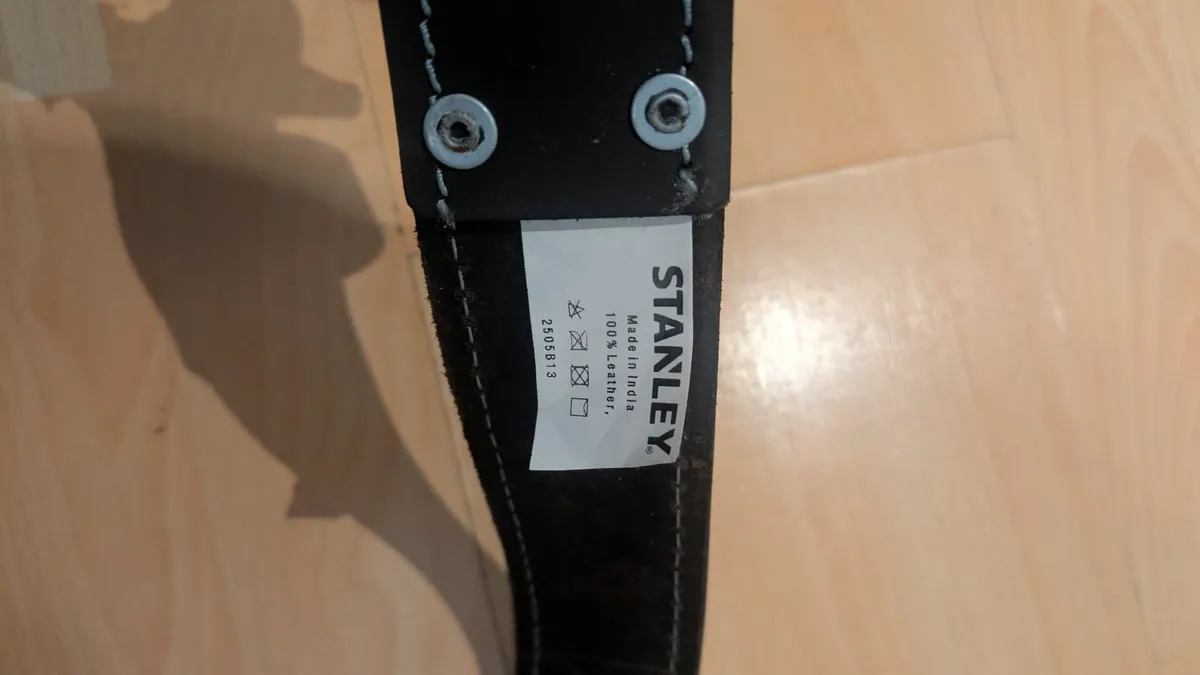 STANLEY®
Made in India
100% Leather,
2505B13